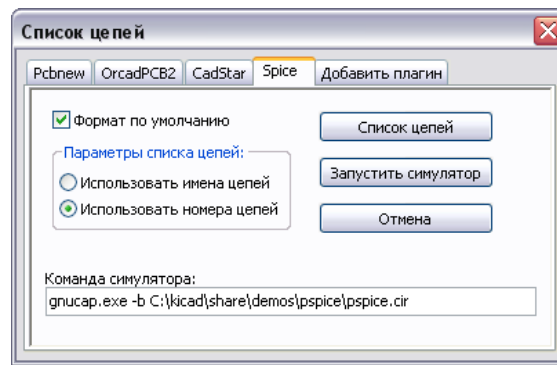 Список цепей
Pcbnew OrcadPCB2 CadStar Spice Добавить плагин
Формат по умолчанию
Параметры списка цепей:
Использовать имена цепей
Использовать номера цепей
Список цепей
Запустить симулятор
Отмена
Команда симулятора:
gnucap.exe -b C:\kicad\share\demos\pspice\pspice.cir